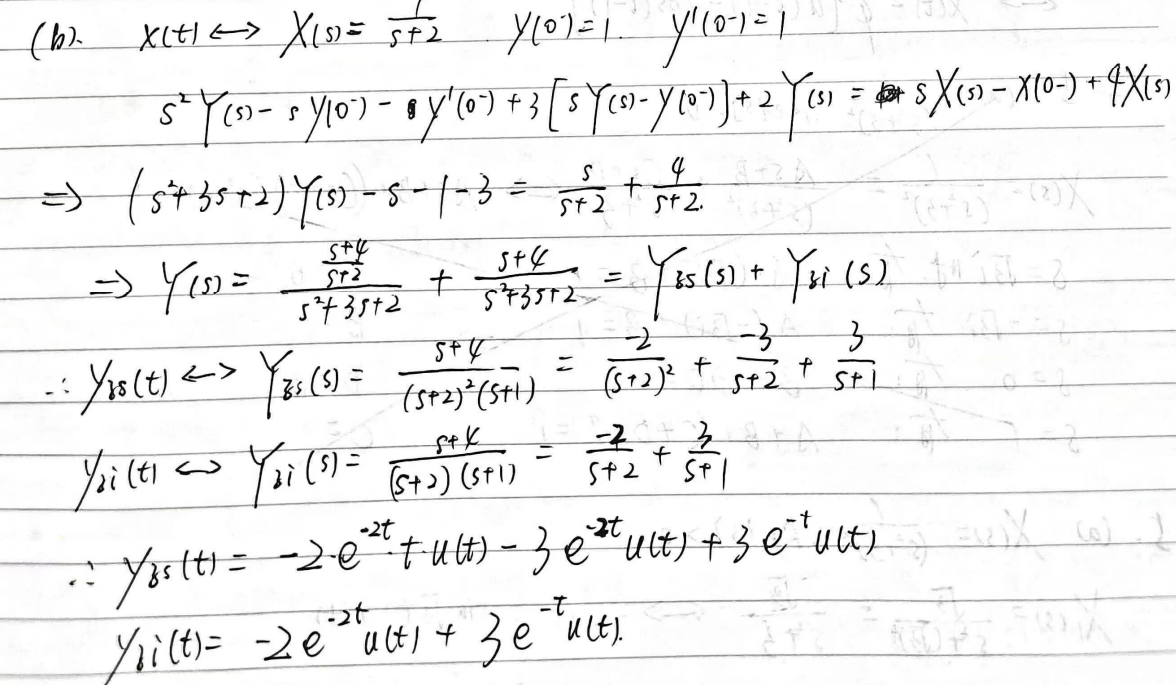 (b). x(t) ↔ X(s) = 1/(s+2) y(0⁻)=1. y'(0⁻)=1
s²Y(s) - sy(0⁻) - y'(0⁻) + 3[sY(s) - y(0⁻)] + 2Y(s) = sX(s) - x(0-) + 4X(s)
⇒ (s²+3s+2)Y(s) - s - 1 - 3 = s/(s+2) + 4/(s+2).
⇒ Y(s) = ((s+4)/(s+2))/(s²+3s+2) + (s+4)/(s²+3s+2) = Yzs(s) + Yzi(s)
∴ yzs(t) ↔ Yzs(s) = (s+4)/((s+2)²(s+1)) = -2/(s+2)² + -3/(s+2) + 3/(s+1)
yzi(t) ↔ Yzi(s) = (s+4)/((s+2)(s+1)) = -2/(s+2) + 3/(s+1)
∴ yzs(t) = -2·e^(-2t)·t·u(t) - 3e^(-2t)u(t) + 3e^(-t)u(t)
yzi(t) = -2e^(-2t)u(t) + 3e^(-t)u(t).